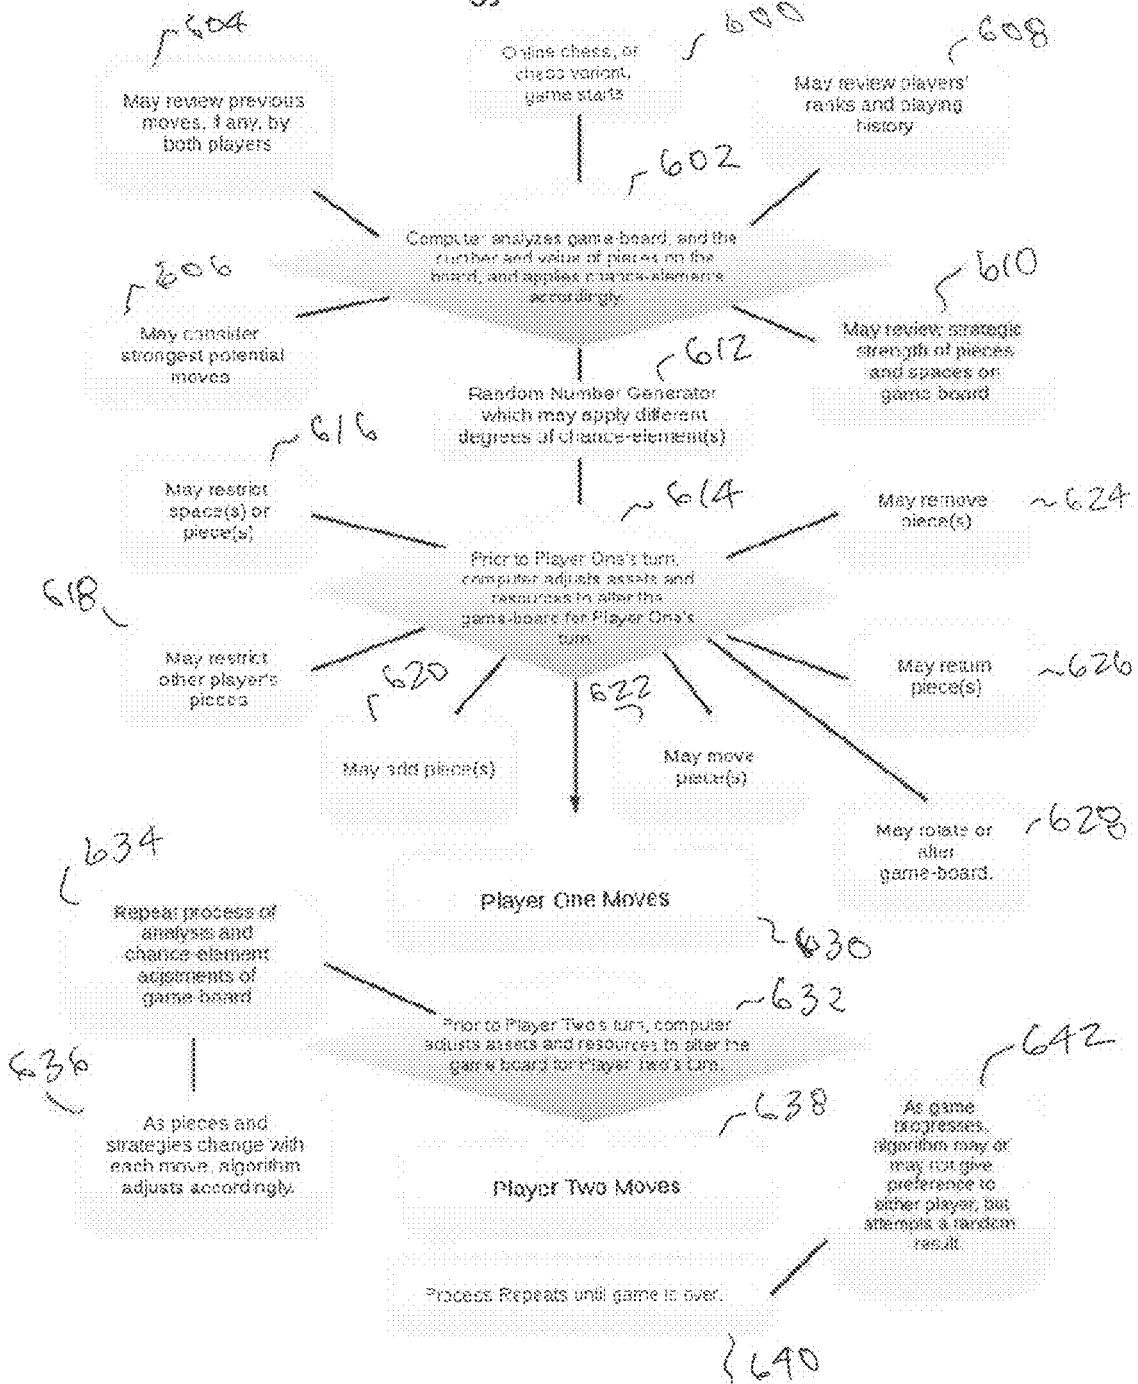 604
May review previous
moves, if any, by
both players
600
Online chess, or
chess variant,
game starts
608
May review players'
ranks and playing
history
602
Computer analyzes game-board, and the
number and value of pieces on the
board, and applies chance-elements
accordingly.
606
May consider
strongest potential
moves
610
May review strategic
strength of pieces
and spaces on
game board
612
Random Number Generator
which may apply different
degrees of chance-element(s)
616
May restrict
space(s) or
piece(s)
614
Prior to Player One's turn,
computer adjusts assets and
resources to alter the
game-board for Player One's
turn.
May remove
piece(s)
624
618
May restrict
other player's
pieces
620
May add piece(s)
622
May move
piece(s)
May return
piece(s)
626
May rotate or
alter
game-board.
628
Player One Moves
630
634
Repeat process of
analysis and
chance-element
adjustments of
game-board
632
Prior to Player Two's turn, computer
adjusts assets and resources to alter the
game board for Player Two's turn
636
As pieces and
strategies change with
each move, algorithm
adjusts accordingly.
638
Player Two Moves
642
As game
progresses,
algorithm may or
may not give
preference to
either player, but
attempts a random
result
Process Repeats until game is over.
640